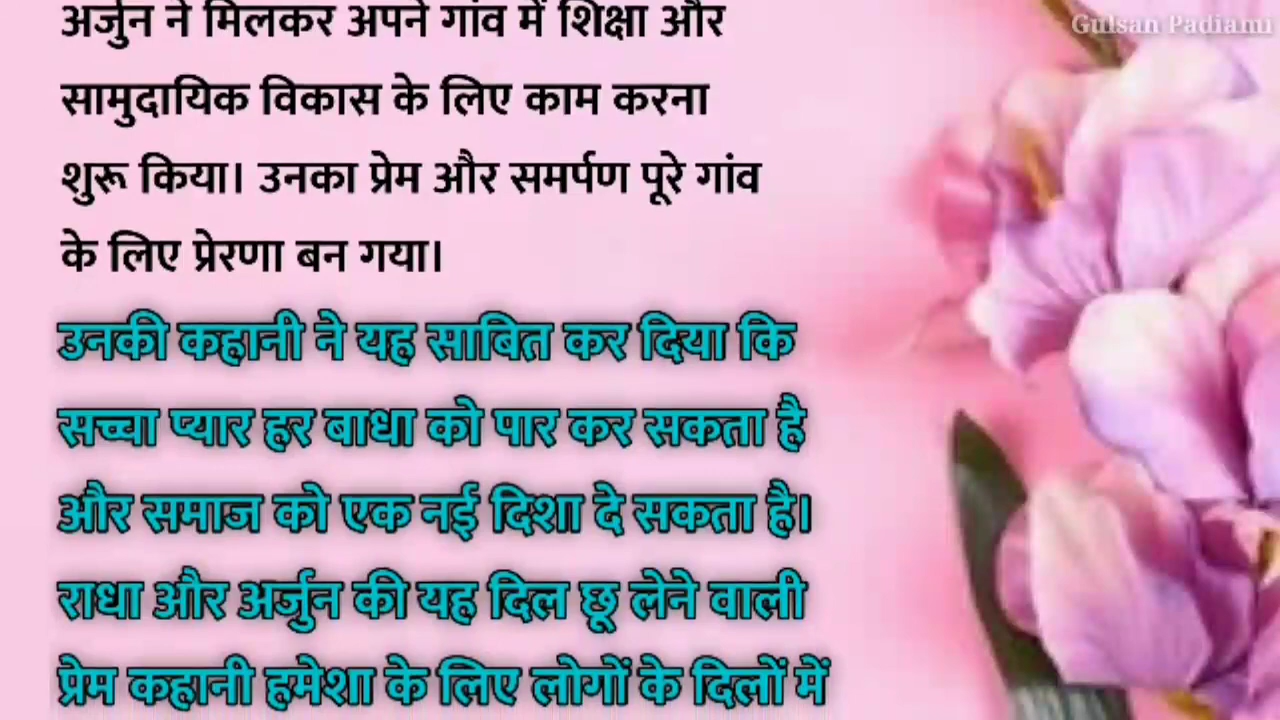 Gulsan Padiami
अर्जुन ने मिलकर अपने गांव में शिक्षा और
सामुदायिक विकास के लिए काम करना
शुरू किया। उनका प्रेम और समर्पण पूरे गांव
के लिए प्रेरणा बन गया।
उनकी कहानी ने यह साबित कर दिया कि
सच्चा प्यार हर बाधा को पार कर सकता है
और समाज को एक नई दिशा दे सकता है।
राधा और अर्जुन की यह दिल छू लेने वाली
प्रेम कहानी हमेशा के लिए लोगों के दिलों में